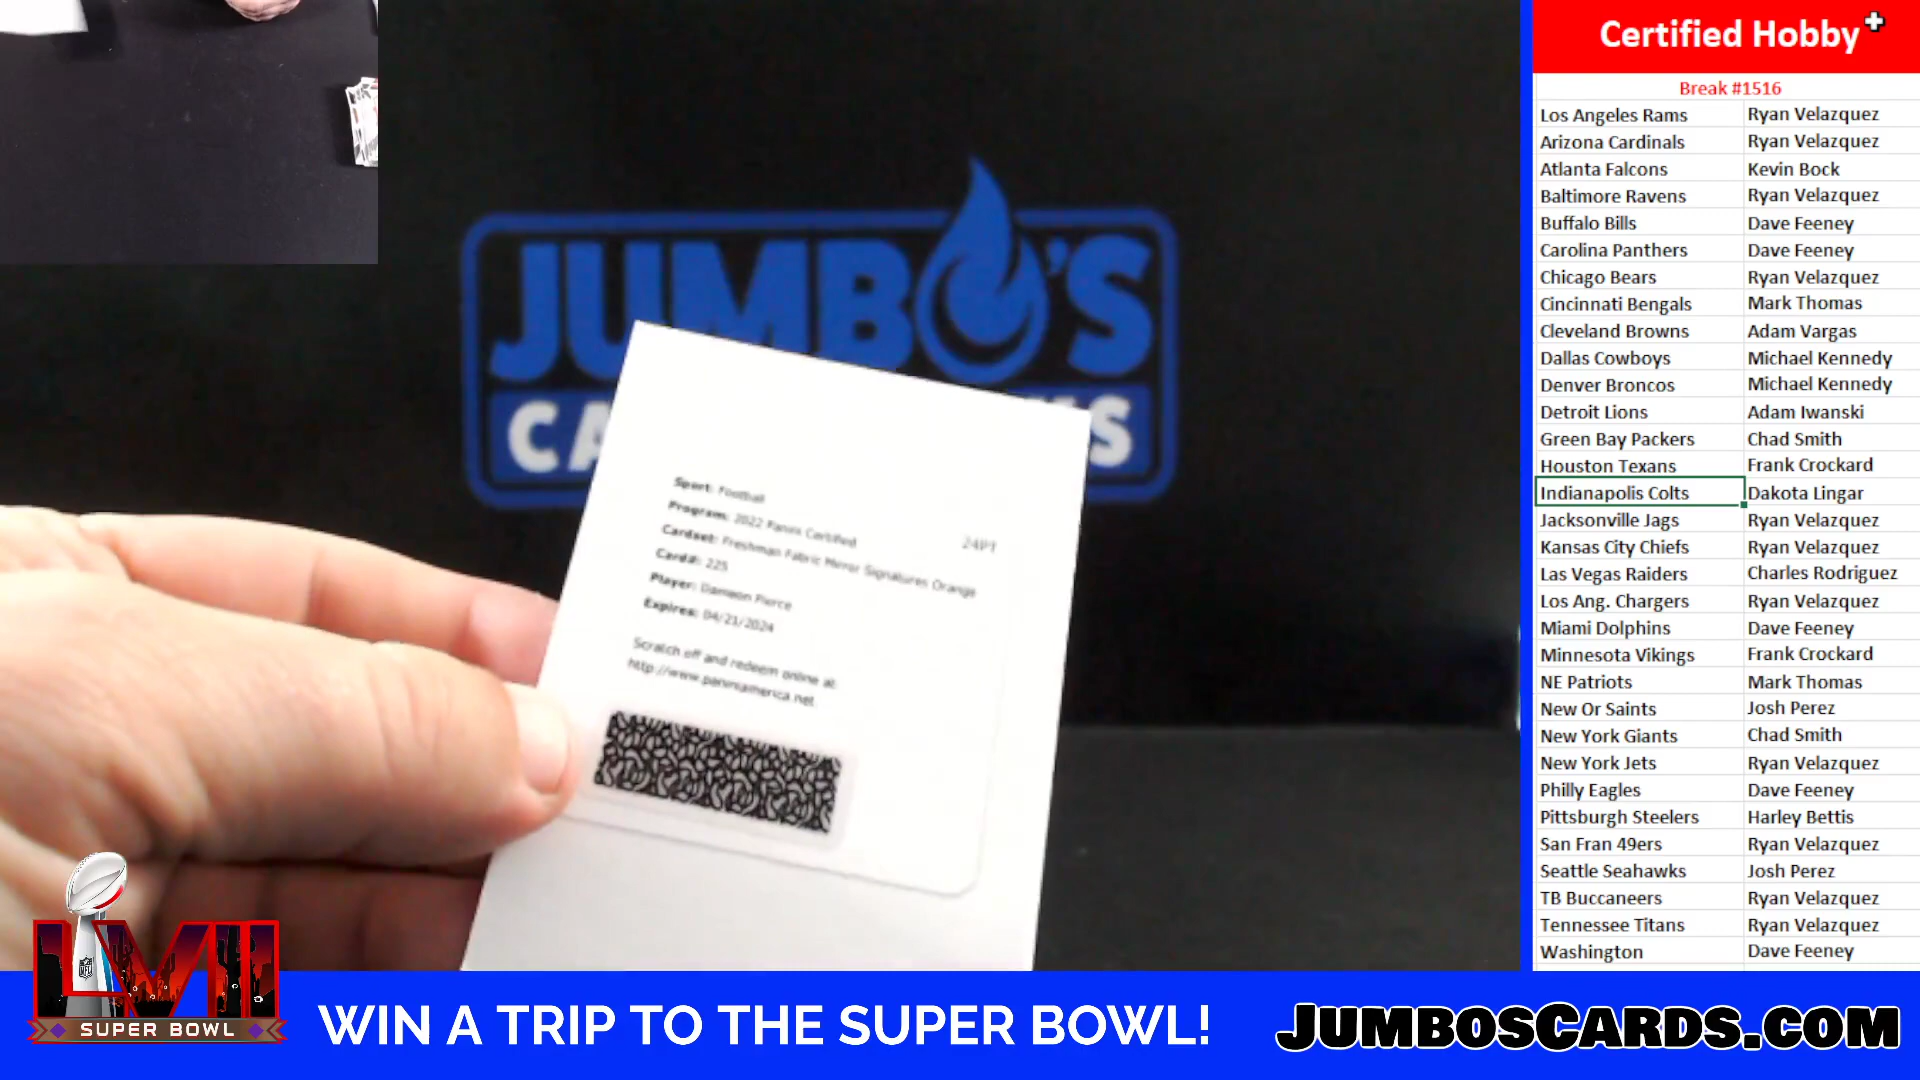 JUMBO'S
CA
S
Sport: Football
Program: 2022 Panini Certified
24PT
Cardset: Freshman Fabric Mirror Signatures Orange
Card#: 225
Player: Dameon Pierce
Expires: 04/21/2024
Scratch off and redeem online at:
http://www.paniniamerica.net
Certified Hobby
Break #1516
Los Angeles Rams Ryan Velazquez
Arizona Cardinals Ryan Velazquez
Atlanta Falcons Kevin Bock
Baltimore Ravens Ryan Velazquez
Buffalo Bills Dave Feeney
Carolina Panthers Dave Feeney
Chicago Bears Ryan Velazquez
Cincinnati Bengals Mark Thomas
Cleveland Browns Adam Vargas
Dallas Cowboys Michael Kennedy
Denver Broncos Michael Kennedy
Detroit Lions Adam Iwanski
Green Bay Packers Chad Smith
Houston Texans Frank Crockard
Indianapolis Colts Dakota Lingar
Jacksonville Jags Ryan Velazquez
Kansas City Chiefs Ryan Velazquez
Las Vegas Raiders Charles Rodriguez
Los Ang. Chargers Ryan Velazquez
Miami Dolphins Dave Feeney
Minnesota Vikings Frank Crockard
NE Patriots Mark Thomas
New Or Saints Josh Perez
New York Giants Chad Smith
New York Jets Ryan Velazquez
Philly Eagles Dave Feeney
Pittsburgh Steelers Harley Bettis
San Fran 49ers Ryan Velazquez
Seattle Seahawks Josh Perez
TB Buccaneers Ryan Velazquez
Tennessee Titans Ryan Velazquez
Washington Dave Feeney
LVII
NFL
SUPER BOWL
WIN A TRIP TO THE SUPER BOWL!
JUMBOSCARDS.COM